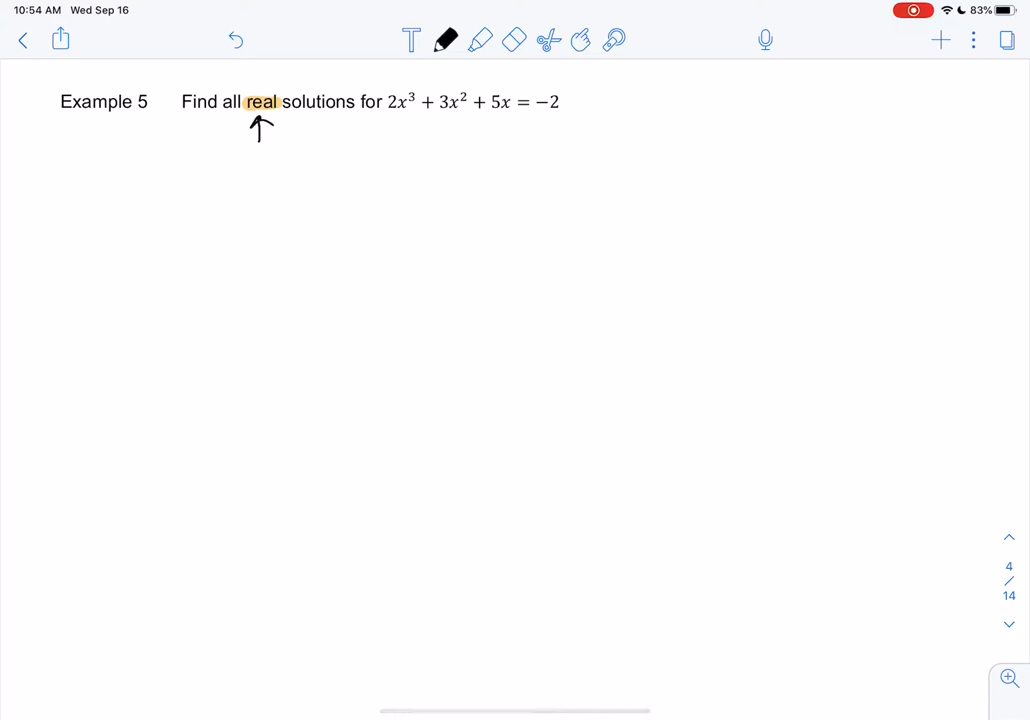 10:54 AM Wed Sep 16 83%
T
Example 5 Find all real solutions for 2x³ + 3x² + 5x = −2
4
/
14